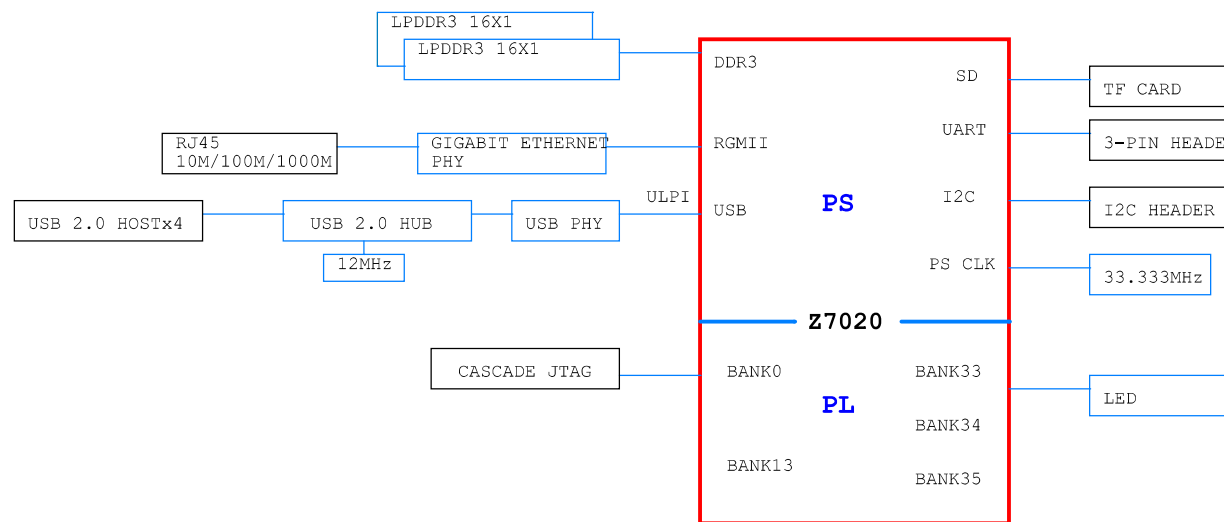 LPDDR3 16X1
LPDDR3 16X1
DDR3
SD
TF CARD
UART
3-PIN HEADE
RJ45
10M/100M/1000M
GIGABIT ETHERNET
PHY
RGMII
ULPI
USB
PS
I2C
I2C HEADER
USB 2.0 HOSTx4
USB 2.0 HUB
USB PHY
12MHz
PS CLK
33.333MHz
Z7020
CASCADE JTAG
BANK0
BANK33
PL
LED
BANK34
BANK13
BANK35